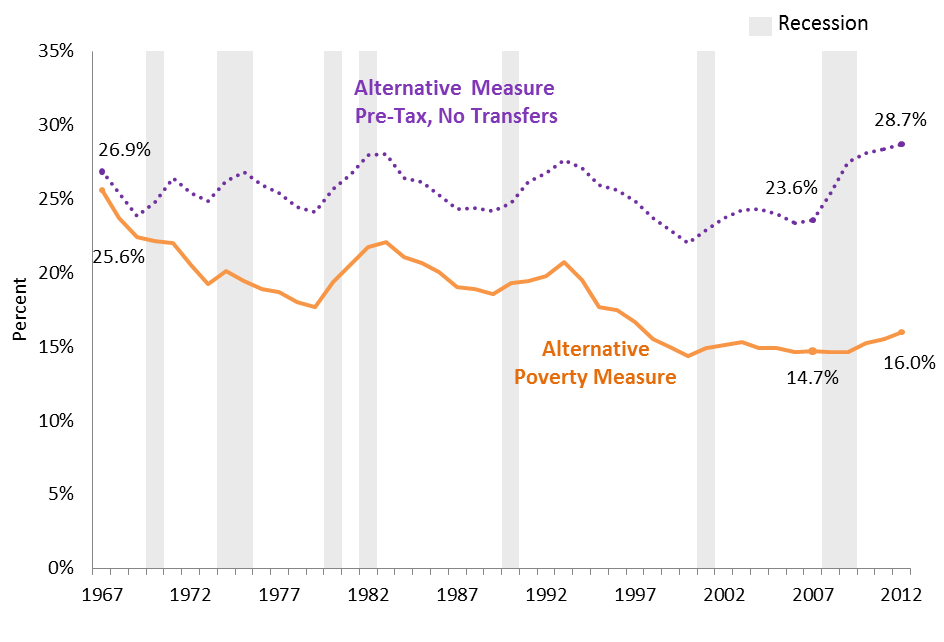 Recession
35%
Alternative Measure
Pre-Tax, No Transfers
30%
28.7%
26.9%
25%
23.6%
25.6%
20%
Percent
15%
Alternative
Poverty Measure
14.7%
16.0%
10%
5%
0%
1967 1972 1977 1982 1987 1992 1997 2002 2007 2012